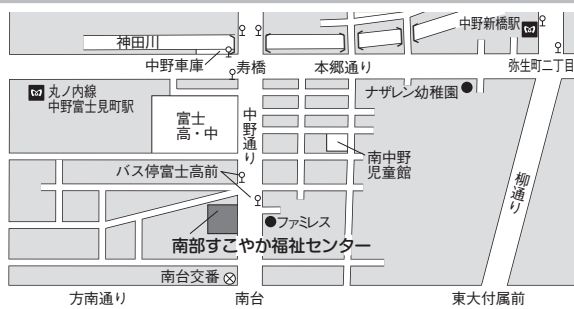 中野新橋駅
神田川
中野車庫
寿橋
本郷通り
弥生町二丁目
丸ノ内線
中野富士見町駅
ナザレン幼稚園
富士
高・中
中野通り
南中野
児童館
バス停富士高前
柳通り
ファミレス
南部すこやか福祉センター
南台交番
方南通り
南台
東大付属前